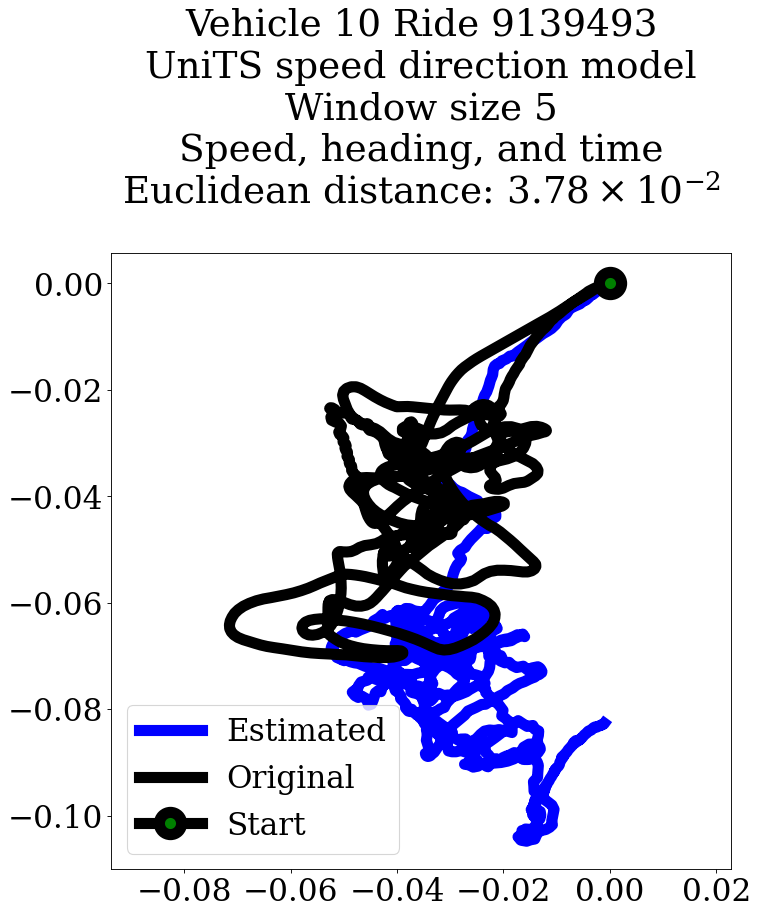 Vehicle 10 Ride 9139493
UniTS speed direction model
Window size 5
Speed, heading, and time
Euclidean distance: 3.78 × 10⁻²
0.00
−0.02
−0.04
−0.06
−0.08
−0.10
Estimated
Original
Start
−0.08 −0.06 −0.04 −0.02 0.00 0.02